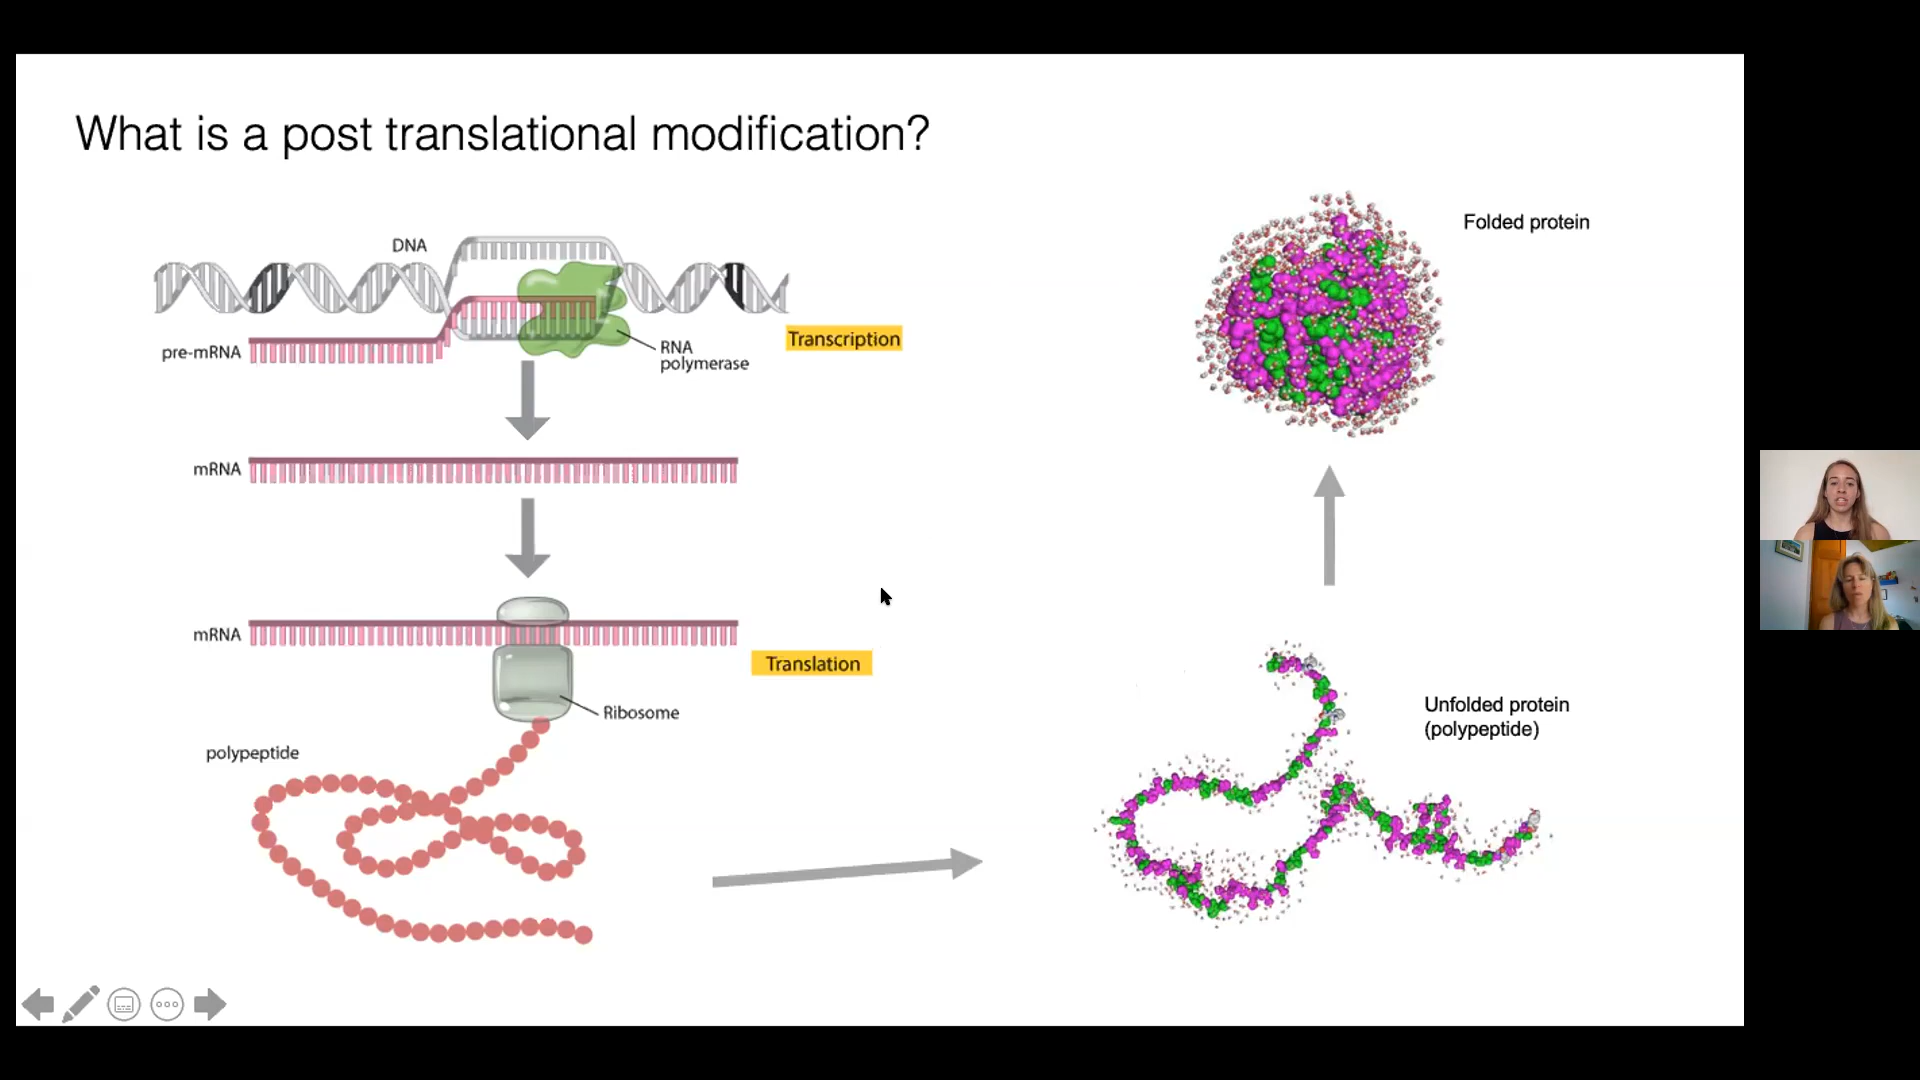 What is a post translational modification?
DNA
pre-mRNA
RNA
polymerase
Transcription
mRNA
mRNA
Translation
Ribosome
polypeptide
Folded protein
Unfolded protein
(polypeptide)